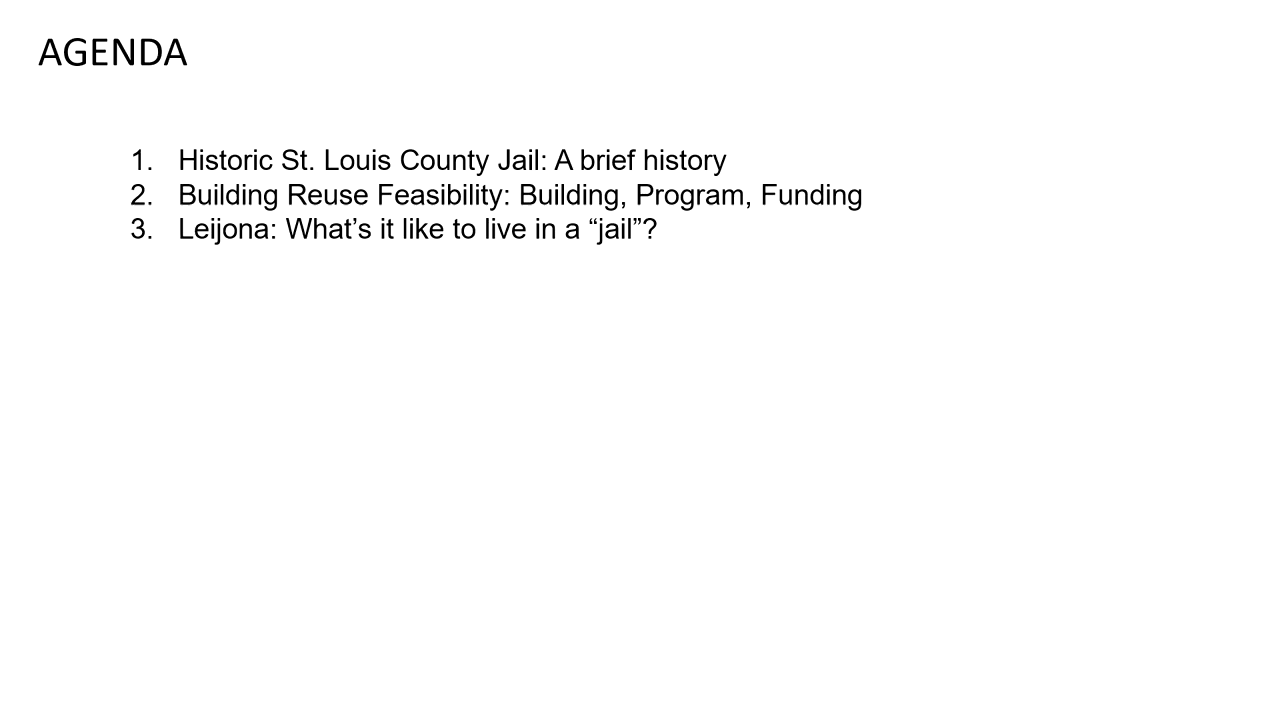 AGENDA
1. Historic St. Louis County Jail: A brief history
2. Building Reuse Feasibility: Building, Program, Funding
3. Leijona: What’s it like to live in a “jail”?